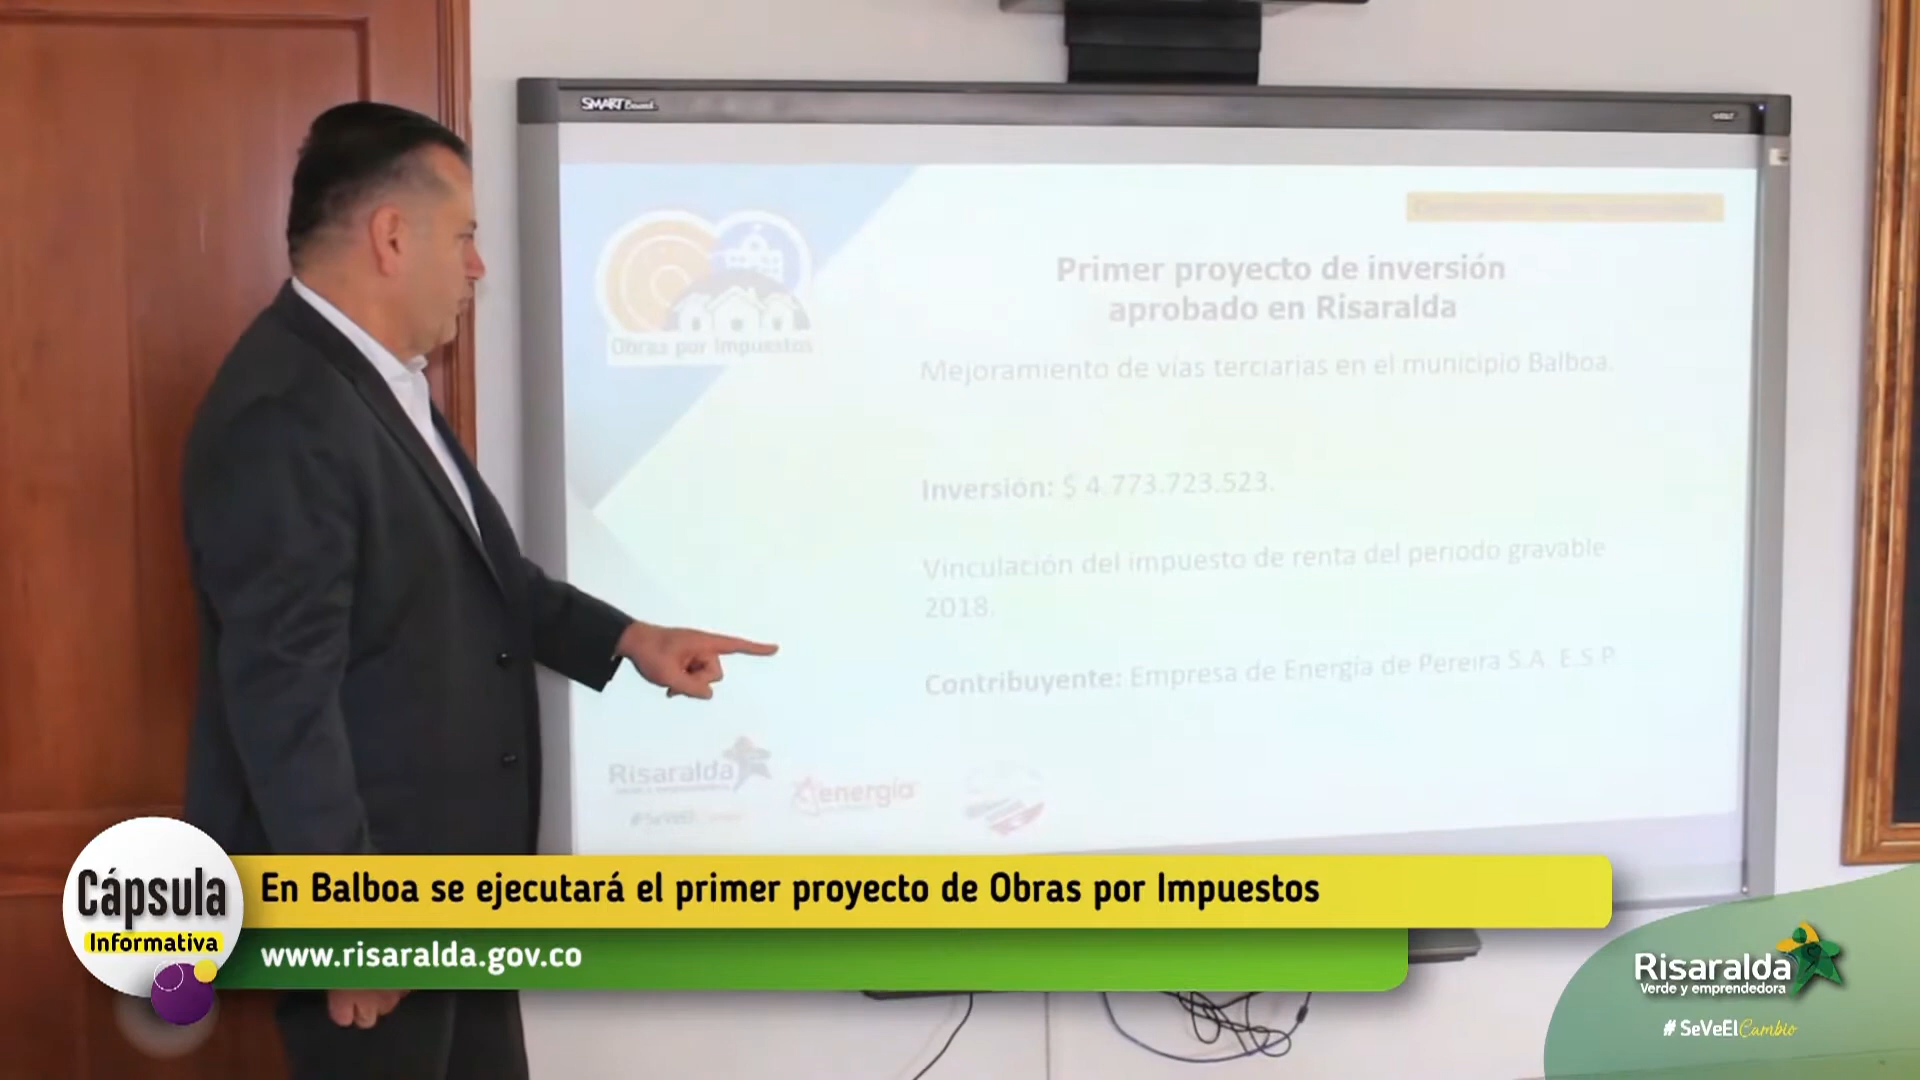 SMART Board
Obras por Impuestos
Primer proyecto de inversión
aprobado en Risaralda
Mejoramiento de vías terciarias en el municipio Balboa.
Inversión: $ 4.773.723.523.
Vinculación del impuesto de renta del periodo gravable
2018.
Contribuyente: Empresa de Energía de Pereira S.A. E.S.P.
Risaralda
Verde y emprendedora
#SeVeElCambio
energía
Cápsula
Informativa
En Balboa se ejecutará el primer proyecto de Obras por Impuestos
www.risaralda.gov.co
Risaralda
Verde y emprendedora
#SeVeElCambio